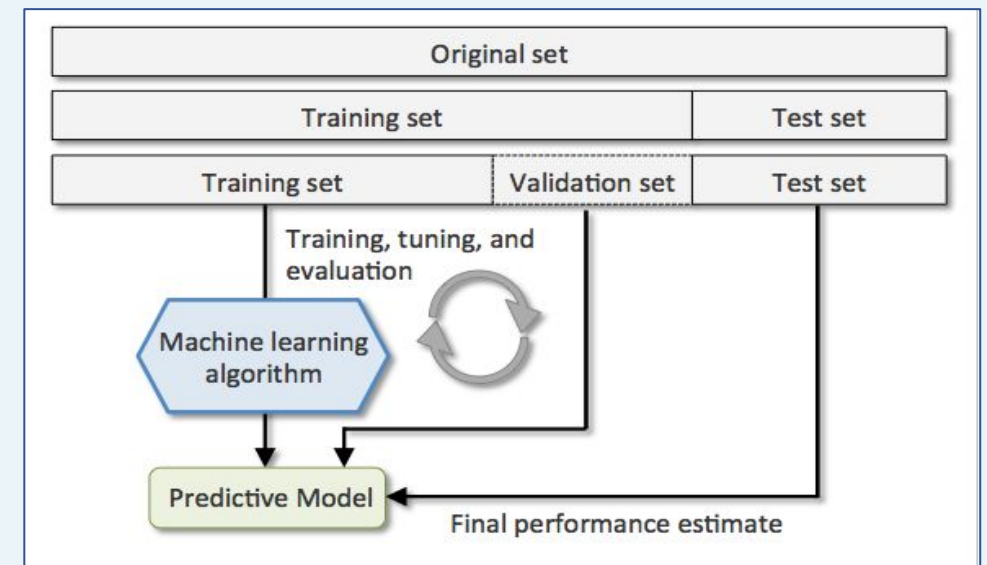 Original set
Training set Test set
Training set Validation set Test set
Training, tuning, and
evaluation
Machine learning
algorithm
Predictive Model
Final performance estimate